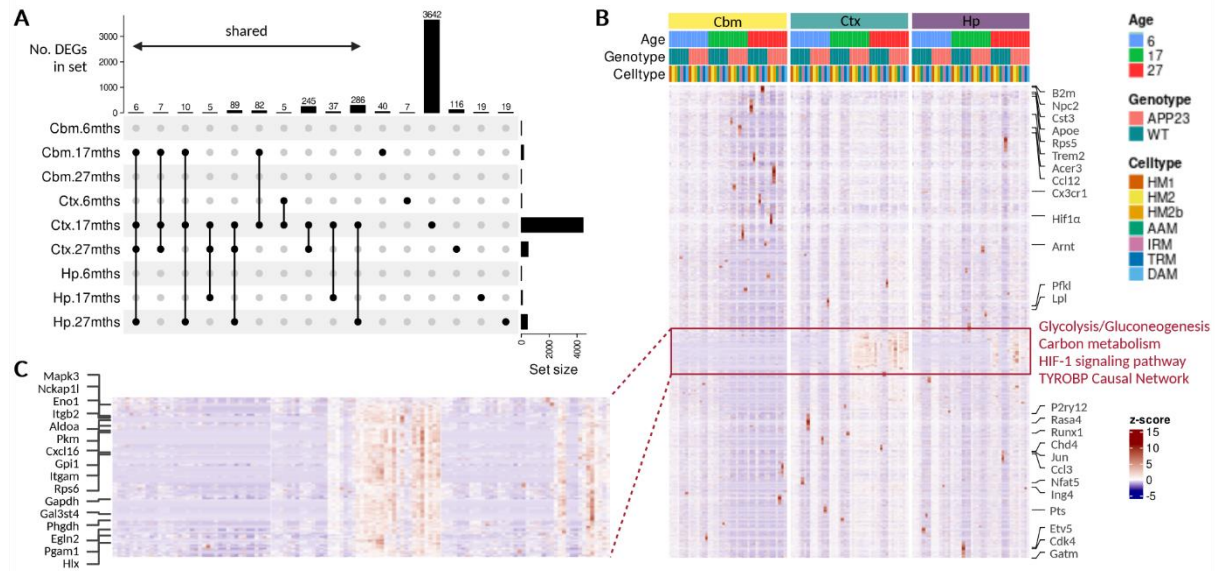 A
No. DEGs
in set
3000
2000
1000
0
shared
6 7 10 5 89 82 5 245 37 286 40 7 3642 116 19 19
Cbm.6mths
Cbm.17mths
Cbm.27mths
Ctx.6mths
Ctx.17mths
Ctx.27mths
Hp.6mths
Hp.17mths
Hp.27mths
0 2000 4000
Set size
B
Cbm Ctx Hp
Age
Genotype
Celltype
B2m
Npc2
Cst3
Apoe
Rps5
Trem2
Acer3
Ccl12
Cx3cr1
Hif1α
Arnt
Pfkl
Lpl
Glycolysis/Gluconeogenesis
Carbon metabolism
HIF-1 signaling pathway
TYROBP Causal Network
P2ry12
Rasa4
Runx1
Chd4
Jun
Ccl3
Nfat5
Ing4
Pts
Etv5
Cdk4
Gatm
Age
6
17
27
Genotype
APP23
WT
Celltype
HM1
HM2
HM2b
AAM
IRM
TRM
DAM
z-score
15
10
5
0
-5
C
Mapk3
Nckap1l
Eno1
Itgb2
Aldoa
Pkm
Cxcl16
Gpi1
Itgam
Rps6
Gapdh
Gal3st4
Phgdh
Egln2
Pgam1
Hlx